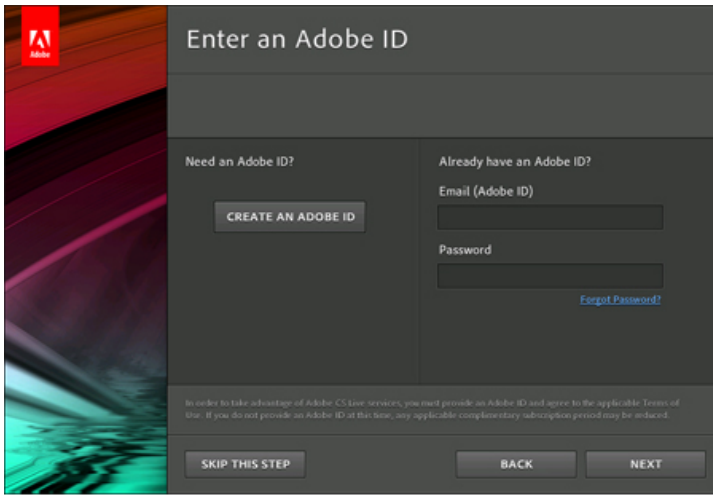 Adobe
Enter an Adobe ID
Need an Adobe ID?
CREATE AN ADOBE ID
Already have an Adobe ID?
Email (Adobe ID)
Password
Forgot Password?
In order to take advantage of Adobe CS Live services, you must provide an Adobe ID and agree to the applicable Terms of
Use. If you do not provide an Adobe ID at this time, any applicable complimentary subscription period may be reduced.
SKIP THIS STEP
BACK
NEXT